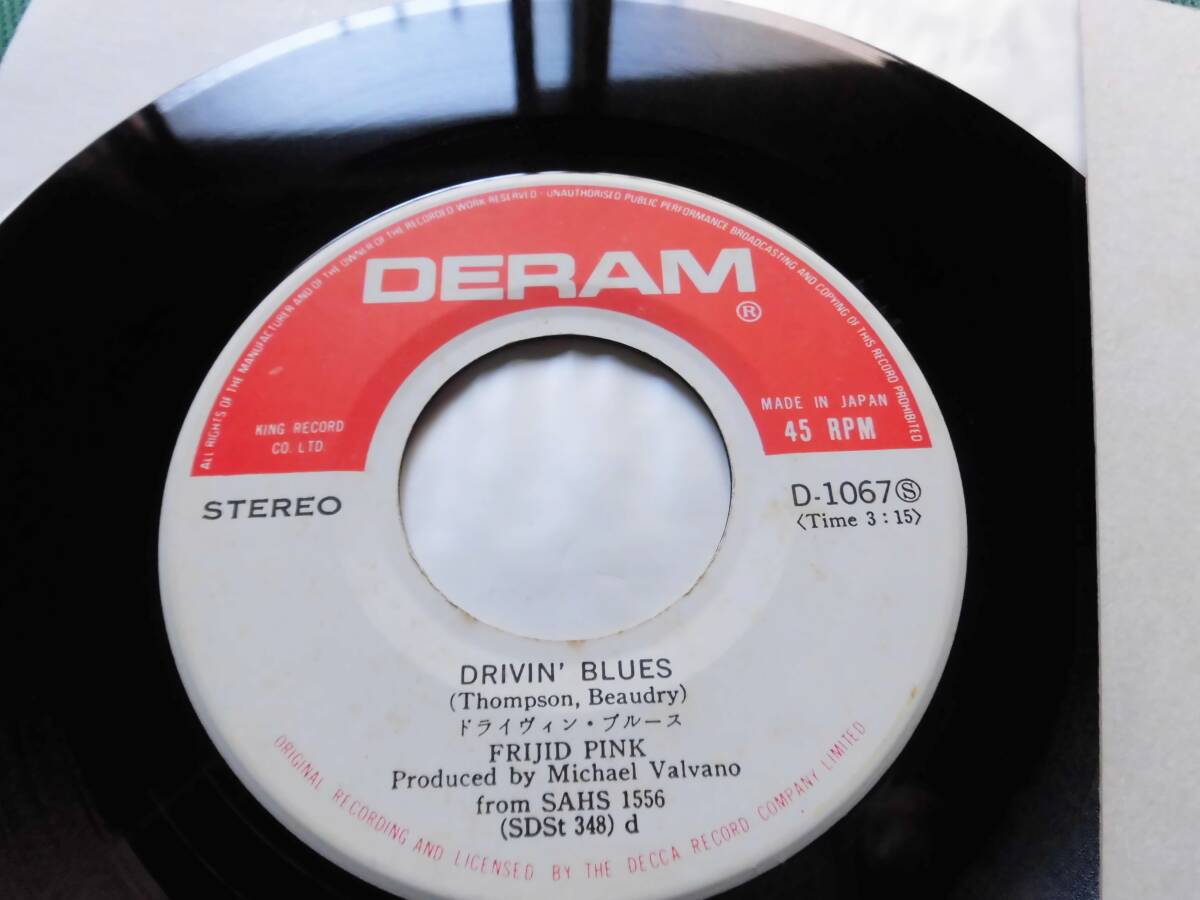 ALL RIGHTS OF THE MANUFACTURER AND OF THE OWNER OF THE RECORDED WORK RESERVED · UNAUTHORISED PUBLIC PERFORMANCE BROADCASTING AND COPYING OF THIS RECORD PROHIBITED
DERAM
®
KING RECORD
CO. LTD.
MADE IN JAPAN
45 RPM
STEREO
D-1067Ⓢ
〈Time 3 : 15〉
DRIVIN' BLUES
(Thompson, Beaudry)
ドライヴィン・ブルース
FRIJID PINK
Produced by Michael Valvano
from SAHS 1556
(SDSt 348) d
ORIGINAL RECORDING AND LICENSED BY THE DECCA RECORD COMPANY LIMITED